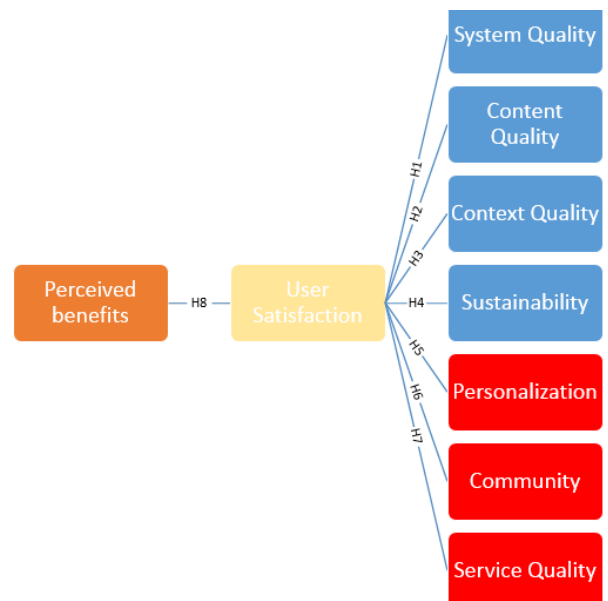 System Quality
Content
Quality
H1
H2
Context Quality
H3
Perceived
benefits
H8
User
Satisfaction
H4
Sustainability
H5
Personalization
H6
H7
Community
Service Quality